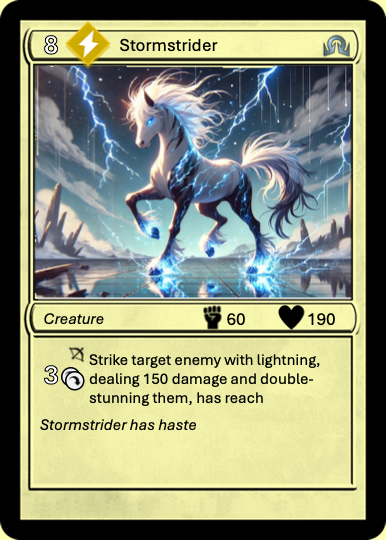 8 Stormstrider
Creature 60 190
Strike target enemy with lightning,
3 dealing 150 damage and double-
stunning them, has reach
Stormstrider has haste